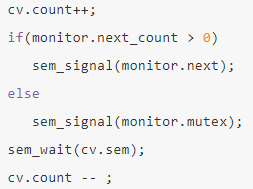 cv.count++;
if(monitor.next_count > 0)
sem_signal(monitor.next);
else
sem_signal(monitor.mutex);
sem_wait(cv.sem);
cv.count -- ;